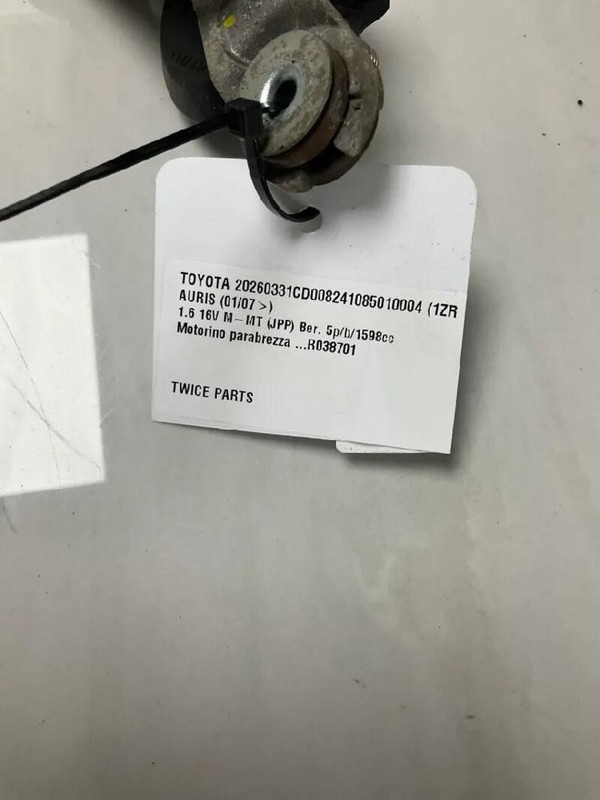 TOYOTA 20260331CD008241085010004 (1ZR
AURIS (01/07 >)
1.6 16V M-MT (JPP) Ber. 5p/b/1598cc
Motorino parabrezza ...R038701
TWICE PARTS